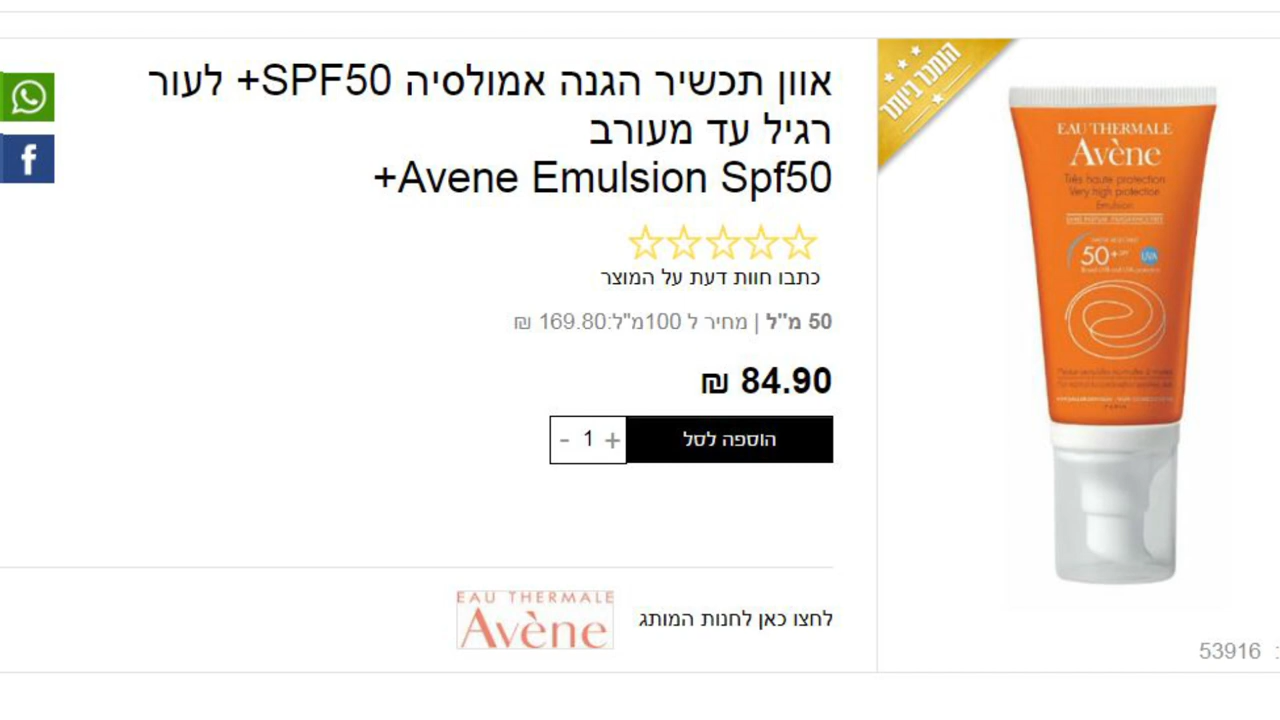 אוון תכשיר הגנה אמולסיה SPF50+ לעור
רגיל עד מעורב
Avene Emulsion Spf50+
כתבו חוות דעת על המוצר
50 מ"ל | מחיר ל 100מ"ל:169.80 ₪
84.90 ₪
הוספה לסל
+ 1 -
EAU THERMALE
Avène
לחצו כאן לחנות המותג
הנמכר ביותר
EAU THERMALE
Avène
Très haute protection
Very high protection
Emulsion
50+
UVA
53916 :
f